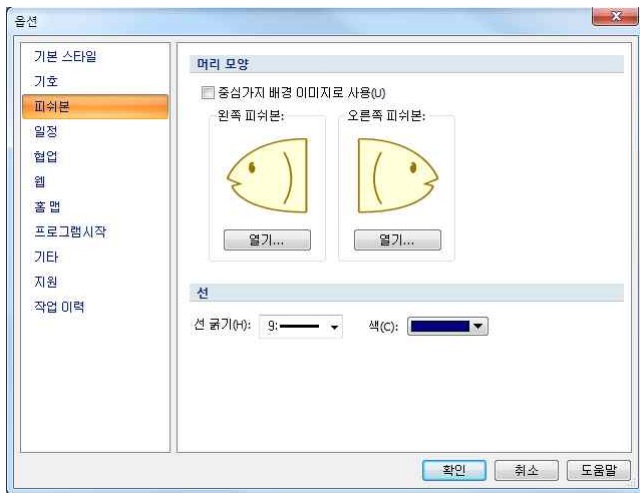 옵션
기본 스타일
기호
피쉬본
일정
협업
웹
홈 맵
프로그램시작
기타
지원
작업 이력
머리 모양
중심가지 배경 이미지로 사용(U)
왼쪽 피쉬본: 오른쪽 피쉬본:
열기... 열기...
선
선 굵기(H): 9: 색(C):
확인 취소 도움말